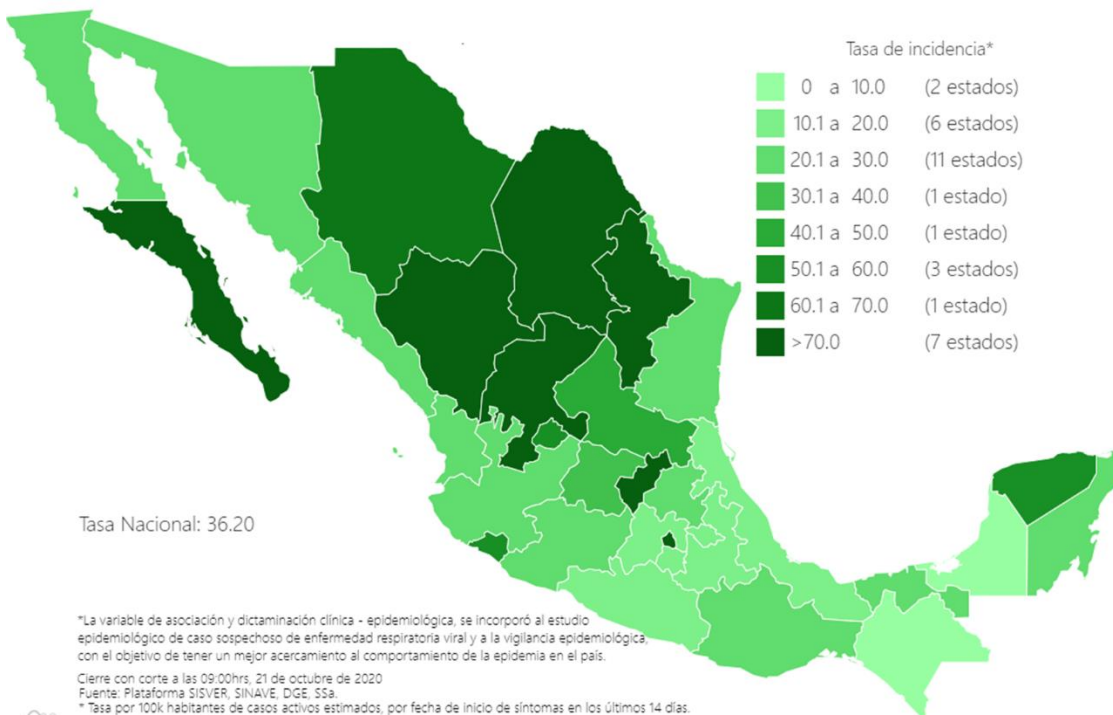 Tasa de incidencia*
0 a 10.0 (2 estados)
10.1 a 20.0 (6 estados)
20.1 a 30.0 (11 estados)
30.1 a 40.0 (1 estado)
40.1 a 50.0 (1 estado)
50.1 a 60.0 (3 estados)
60.1 a 70.0 (1 estado)
>70.0 (7 estados)
Tasa Nacional: 36.20
*La variable de asociación y dictaminación clínica - epidemiológica, se incorporó al estudio
epidemiológico de caso sospechoso de enfermedad respiratoria viral y a la vigilancia epidemiológica,
con el objetivo de tener un mejor acercamiento al comportamiento de la epidemia en el país.
Cierre con corte a las 09:00hrs, 21 de octubre de 2020
Fuente: Plataforma SISVER, SINAVE, DGE, SSa.
* Tasa por 100k habitantes de casos activos estimados, por fecha de inicio de síntomas en los últimos 14 días.